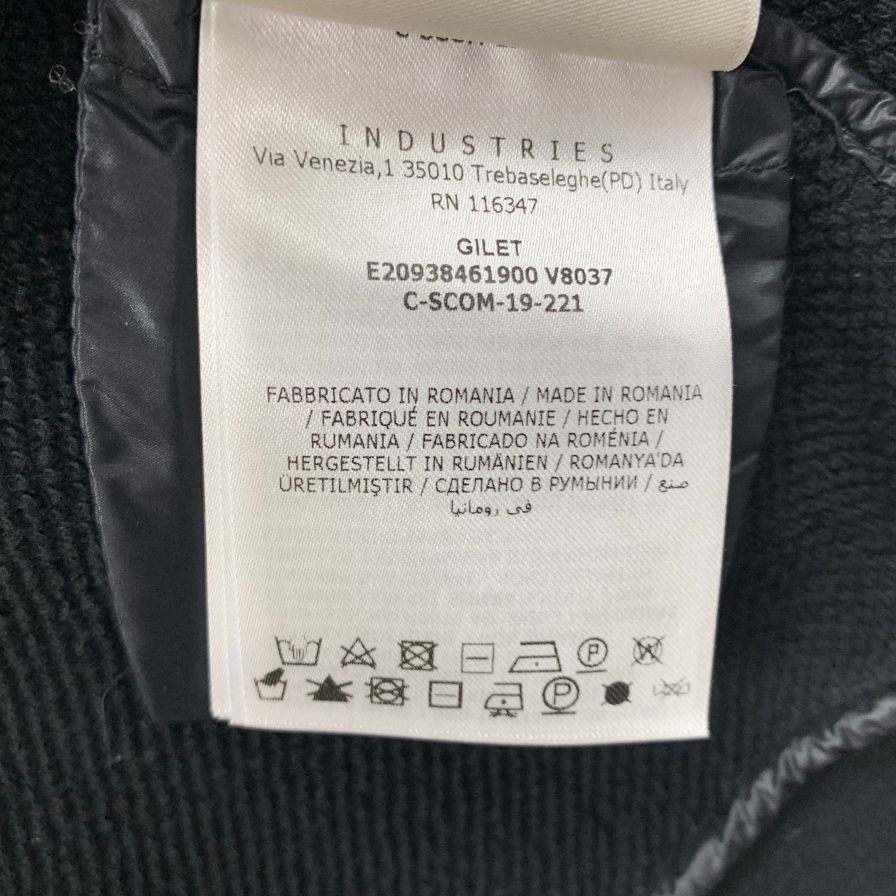 INDUSTRIES
Via Venezia,1 35010 Trebaseleghe(PD) Italy
RN 116347
GILET
E20938461900 V8037
C-SCOM-19-221
FABBRICATO IN ROMANIA / MADE IN ROMANIA
/ FABRIQUÉ EN ROUMANIE / HECHO EN
RUMANIA / FABRICADO NA ROMÊNIA /
HERGESTELLT IN RUMÄNIEN / ROMANYA'DA
ÜRETILMIŞTIR / СДЕЛАНО В РУМЫНИИ / صنع
في رومانيا
P
W
P